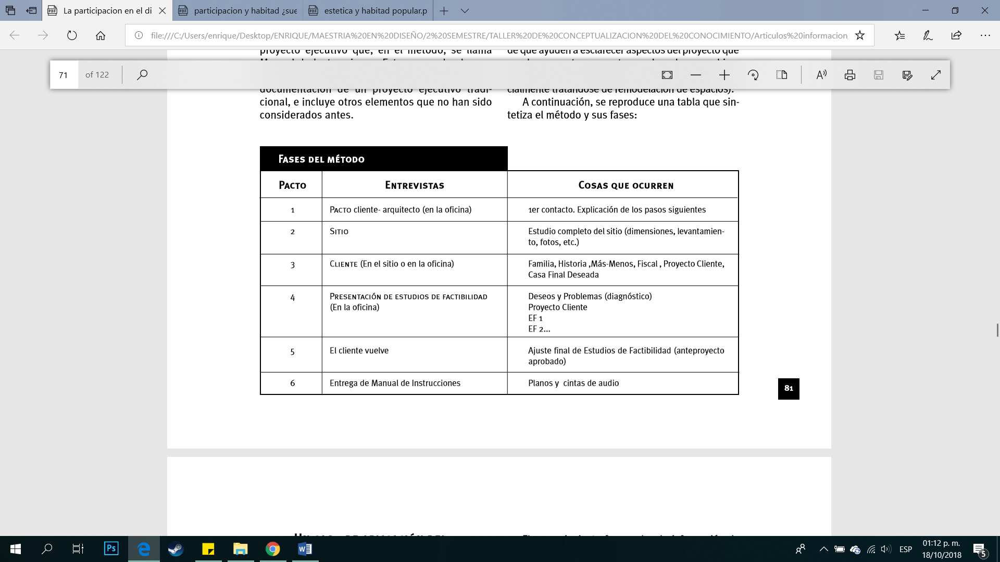 La participacion en el di
participacion y habitad ¿sue
estetica y habitad popular.p
file:///C:/Users/enrique/Desktop/ENRIQUE/MAESTRIA%20EN%20DISEÑO/2%20SEMESTRE/TALLER%20DE%20CONCEPTUALIZACION%20DEL%20CONOCIMIENTO/Articulos%20informacion
71 of 122
proyecto ejecutivo que, en el método, se llama
documentación de un proyecto ejecutivo tradi-
cional, e incluye otros elementos que no han sido
considerados antes.
de que ayuden a esclarecer aspectos del proyecto que
cialmente tratándose de remodelación de espacios).
A continuación, se reproduce una tabla que sin-
tetiza el método y sus fases:
FASES DEL MÉTODO
PACTO ENTREVISTAS COSAS QUE OCURREN
1 PACTO cliente- arquitecto (en la oficina) 1er contacto. Explicación de los pasos siguientes
2 SITIO Estudio completo del sitio (dimensiones, levantamien-
to, fotos, etc.)
3 CLIENTE (En el sitio o en la oficina) Familia, Historia ,Más-Menos, Fiscal , Proyecto Cliente,
Casa Final Deseada
4 PRESENTACIÓN DE ESTUDIOS DE FACTIBILIDAD
(En la oficina)
Deseos y Problemas (diagnóstico)
Proyecto Cliente
EF 1
EF 2...
5 El cliente vuelve Ajuste final de Estudios de Factibilidad (anteproyecto
aprobado)
6 Entrega de Manual de Instrucciones Planos y cintas de audio
81
ESP
01:12 p. m.
18/10/2018
5